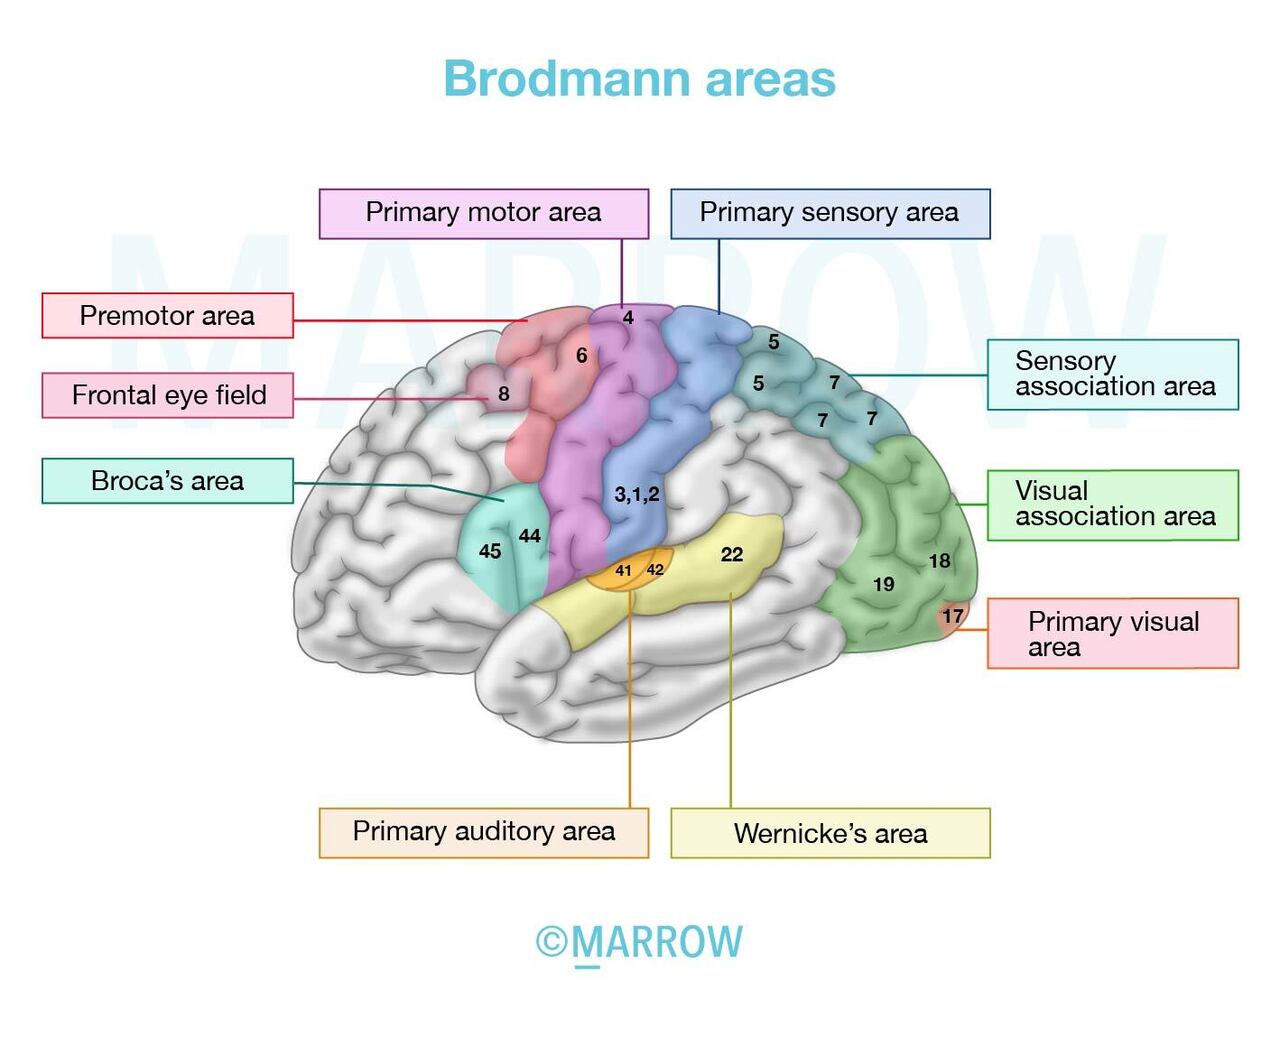 Brodmann areas
MARROW
Primary motor area
Primary sensory area
Premotor area
Frontal eye field
Broca’s area
Sensory
association area
Visual
association area
Primary visual
area
4
6
8
5
5
7
7
7
3,1,2
44
45
41
42
22
18
19
17
Primary auditory area
Wernicke’s area
©MARROW